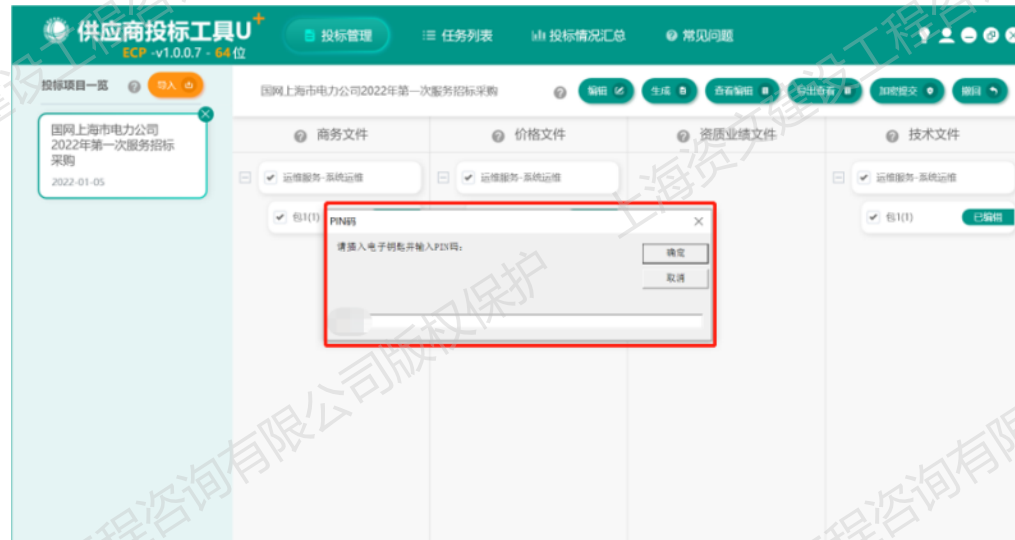 供应商投标工具U+
ECP -v1.0.0.7 - 64位
投标管理
任务列表
投标情况汇总
常见问题
投标项目一览
导入
国网上海市电力公司2022年第一次服务招标采购
编辑
生成
查看编辑
导出查看
加密提交
撤回
国网上海市电力公司
2022年第一次服务招标
采购
2022-01-05
商务文件
价格文件
资质业绩文件
技术文件
运维服务-系统运维
运维服务-系统运维
运维服务-系统运维
包1(1)
包1(1)
已编辑
PIN码
请插入电子钥匙并输入PIN码:
确定
取消
上海资文建设工程咨询有限公司版权保护